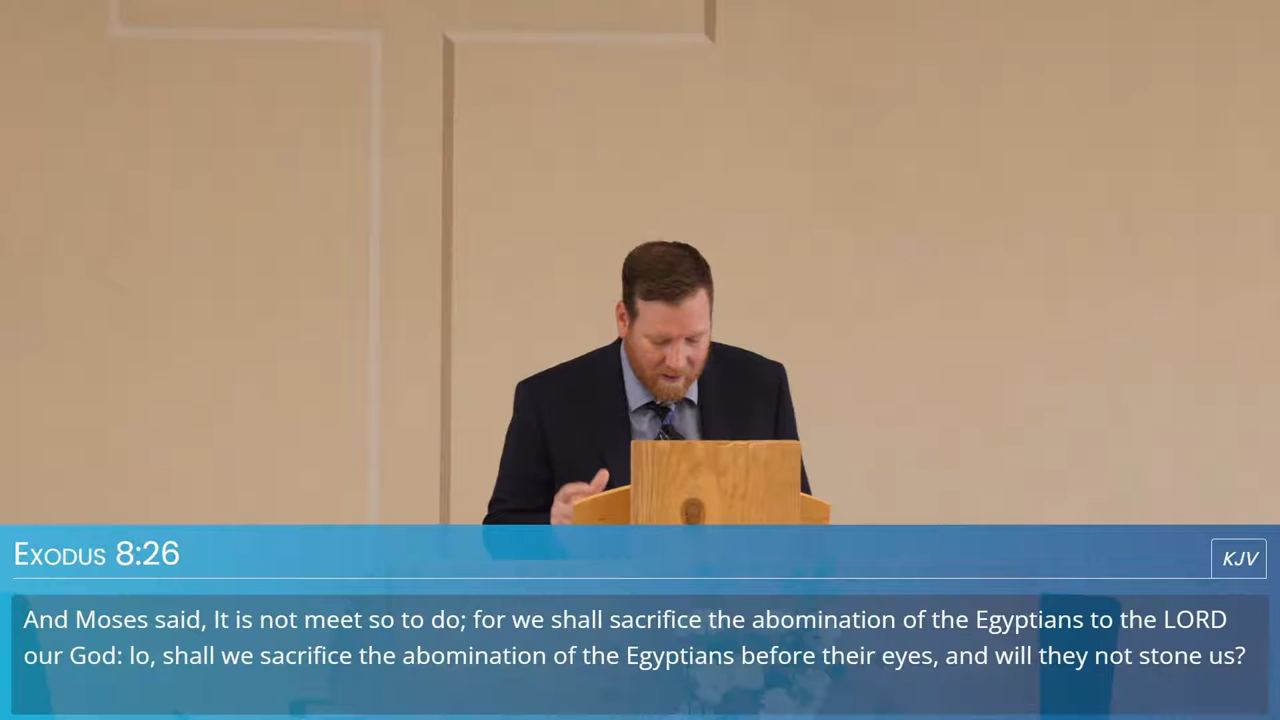 Exodus 8:26
KJV
And Moses said, It is not meet so to do; for we shall sacrifice the abomination of the Egyptians to the LORD
our God: lo, shall we sacrifice the abomination of the Egyptians before their eyes, and will they not stone us?